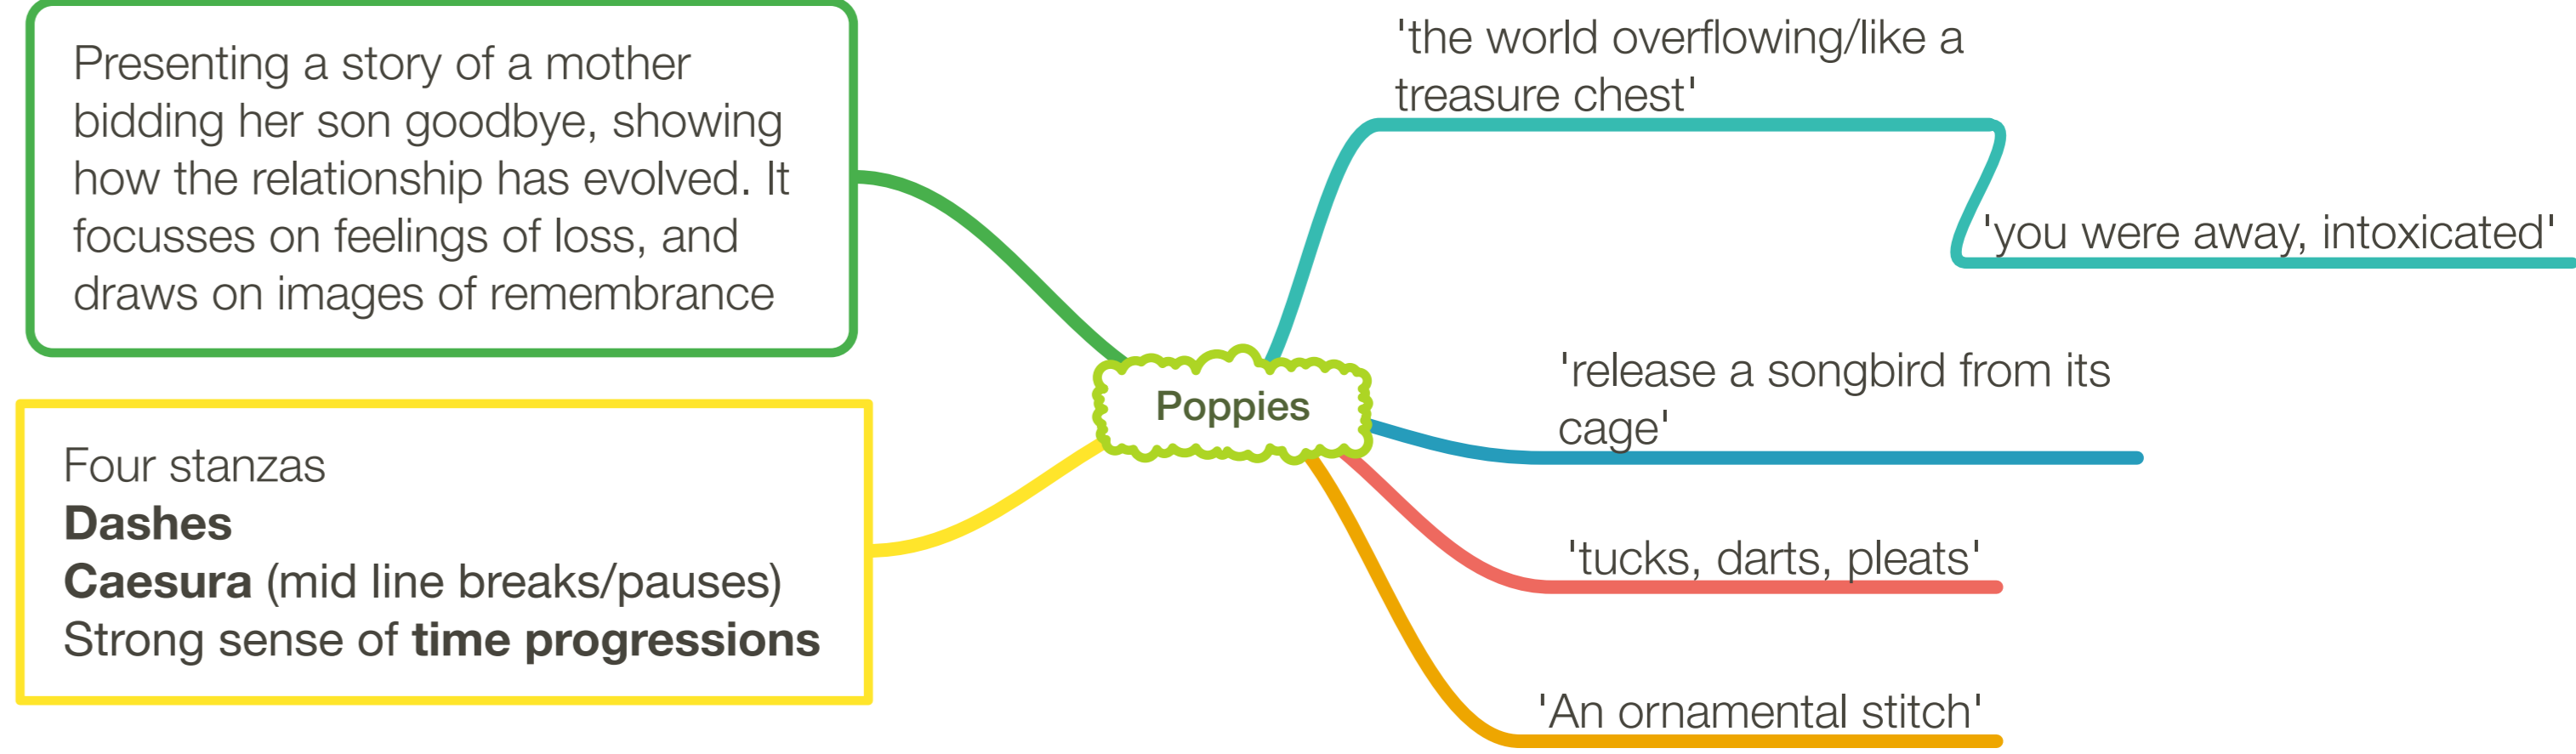 Presenting a story of a mother
bidding her son goodbye, showing
how the relationship has evolved. It
focusses on feelings of loss, and
draws on images of remembrance
Four stanzas
Dashes
Caesura (mid line breaks/pauses)
Strong sense of time progressions
Poppies
'the world overflowing/like a
treasure chest'
'you were away, intoxicated'
'release a songbird from its
cage'
'tucks, darts, pleats'
'An ornamental stitch'